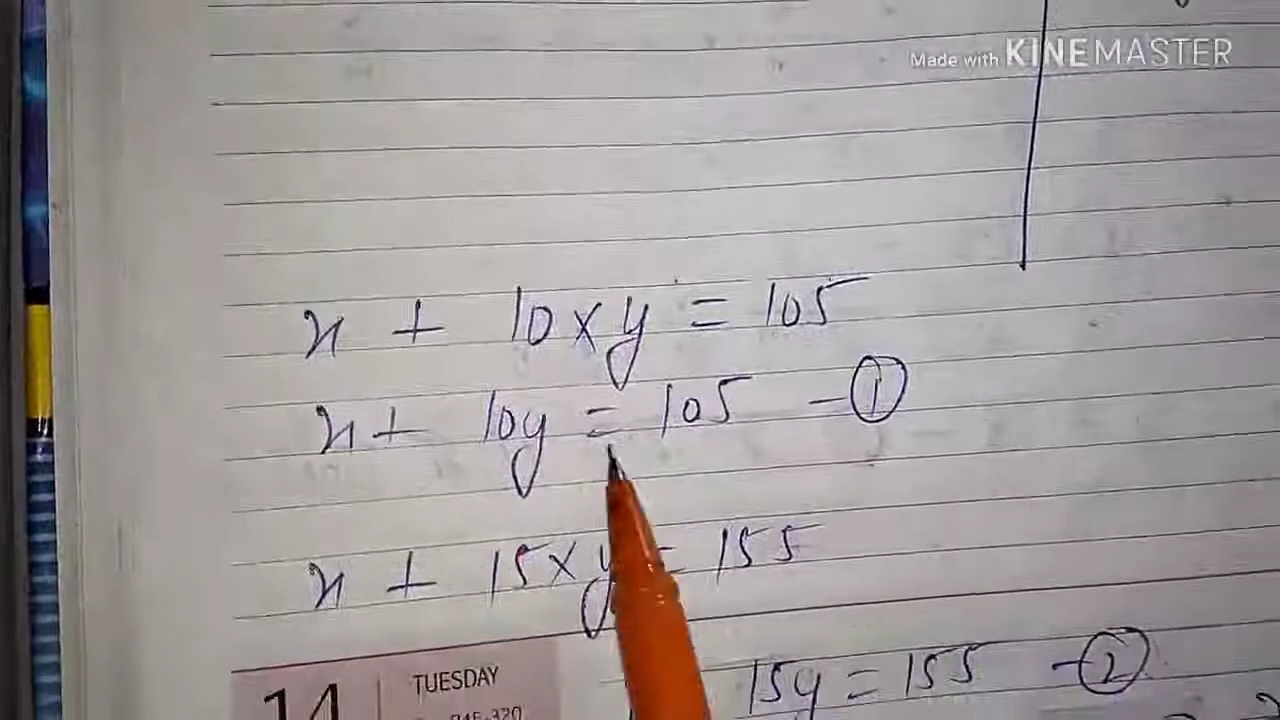 Made with KINEMASTER
x + 10 x y = 105
x + 10y = 105 - ①
x + 15 x y = 155
15y = 155 - ②
14 TUESDAY